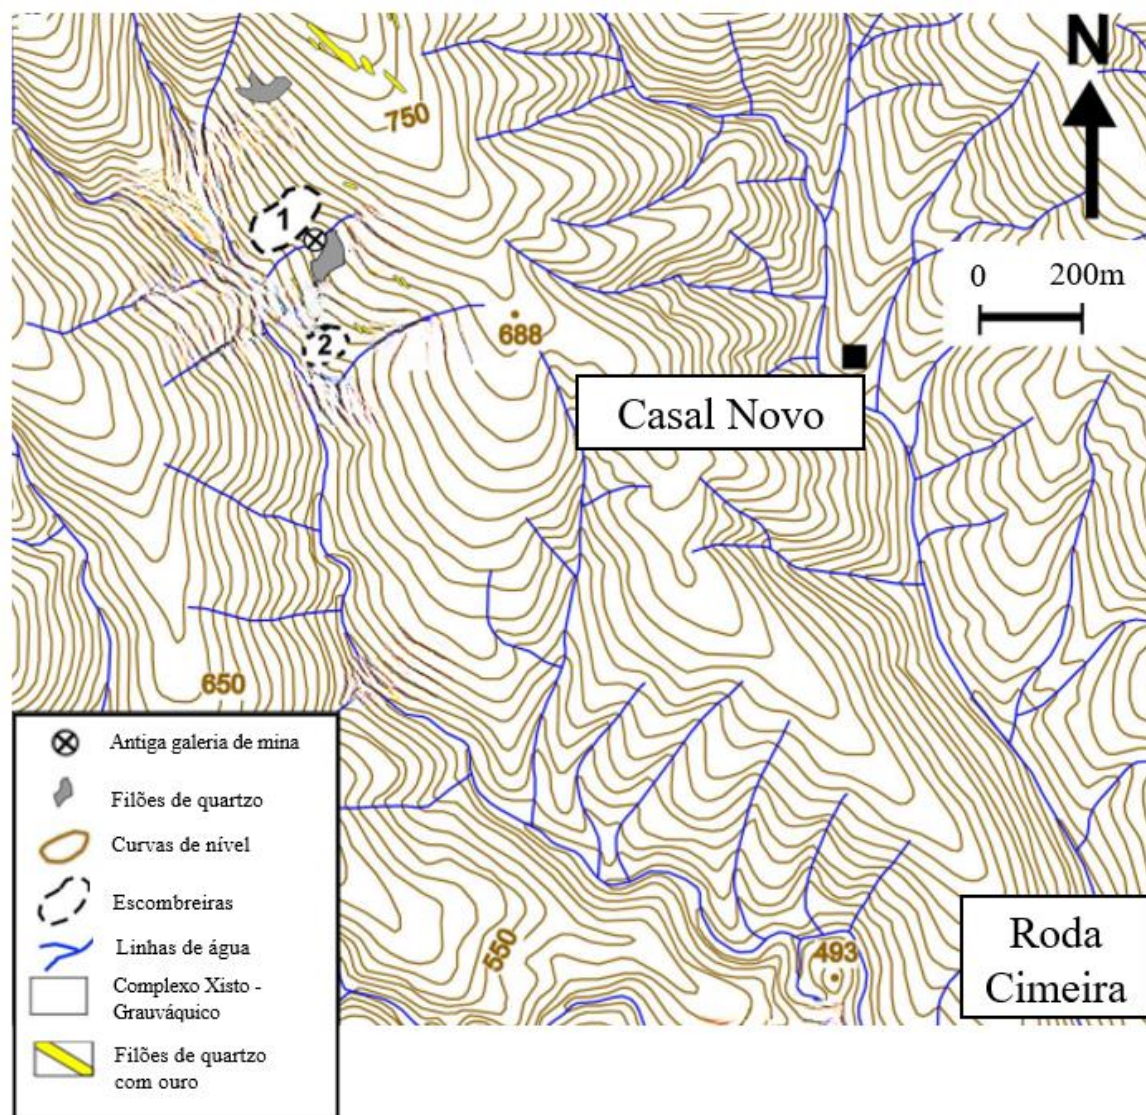 N
750
1
0 200m
688
2
Casal Novo
650
Antiga galeria de mina
Filões de quartzo
Curvas de nível
Escombreiras
Linhas de água
Complexo Xisto -
Grauváquico
Filões de quartzo
com ouro
550
493
Roda
Cimeira